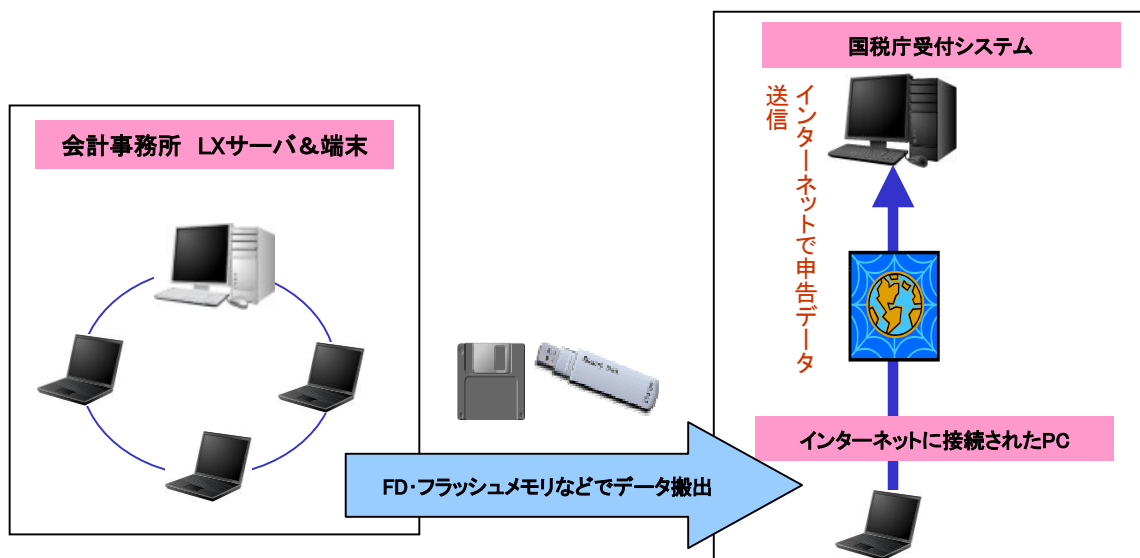 国税庁受付システム
会計事務所 LXサーバ&端末
インターネットで申告データ
送信
インターネットに接続されたPC
FD・フラッシュメモリなどでデータ搬出